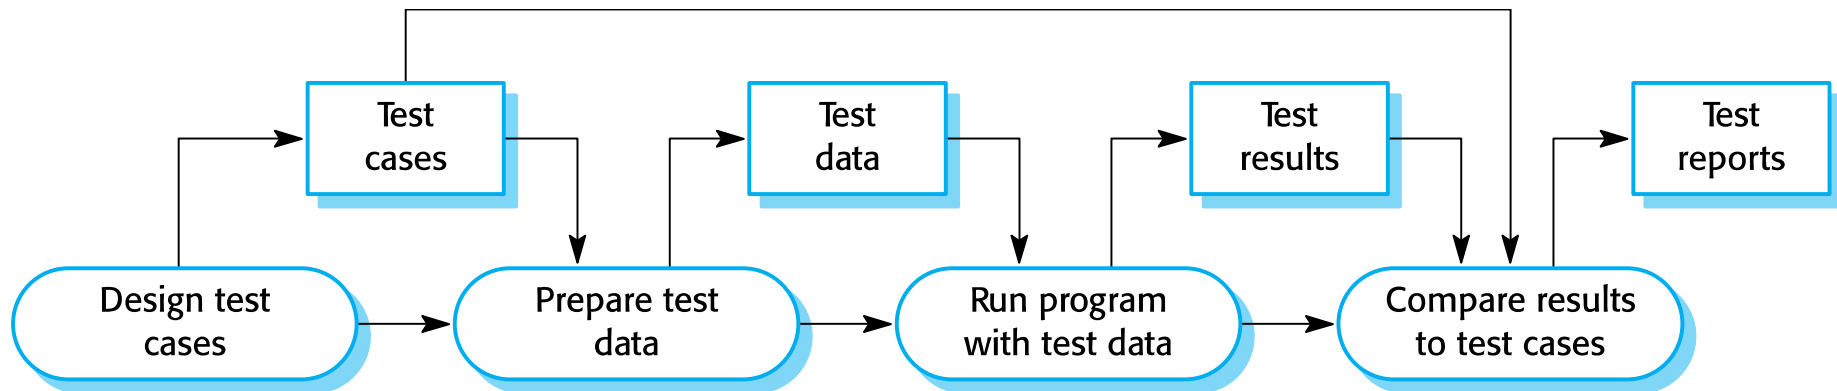 Test
cases
Test
data
Test
results
Test
reports
Design test
cases
Prepare test
data
Run program
with test data
Compare results
to test cases